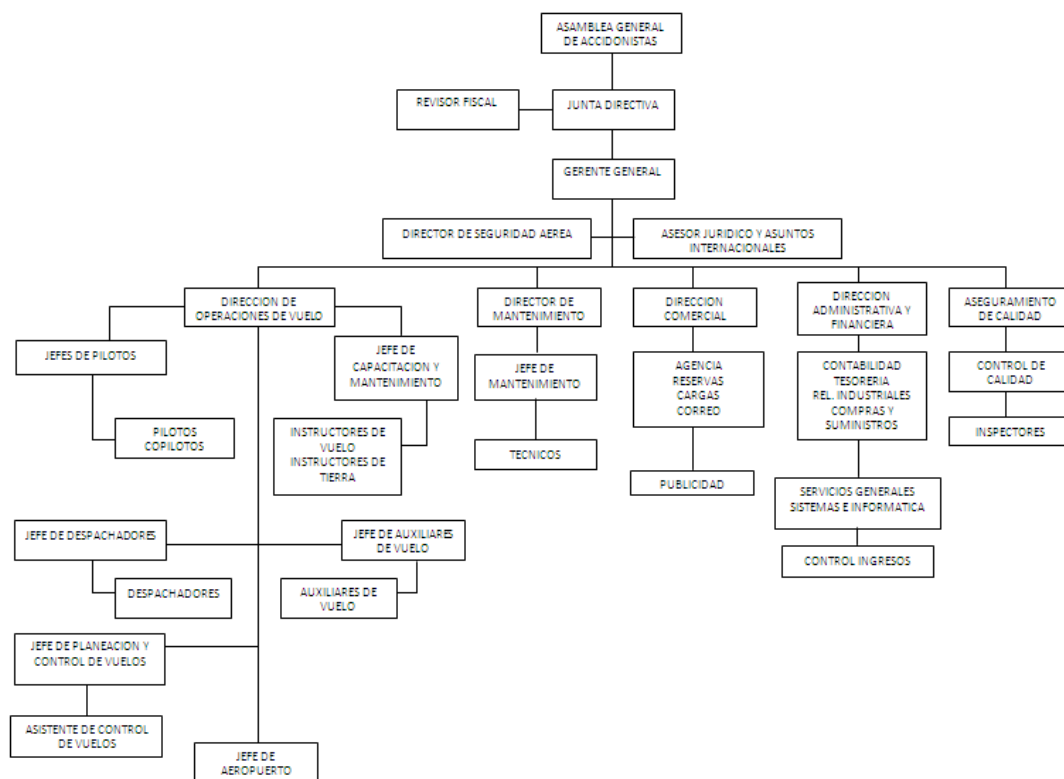 ASAMBLEA GENERAL
DE ACCIDONISTAS
REVISOR FISCAL
JUNTA DIRECTIVA
GERENTE GENERAL
DIRECTOR DE SEGURIDAD AEREA
ASESOR JURIDICO Y ASUNTOS
INTERNACIONALES
DIRECCION DE
OPERACIONES DE VUELO
DIRECTOR DE
MANTENIMIENTO
DIRECCION
COMERCIAL
DIRECCION
ADMINISTRATIVA Y
FINANCIERA
ASEGURAMIENTO
DE CALIDAD
JEFES DE PILOTOS
JEFE DE
CAPACITACION Y
MANTENIMIENTO
JEFE DE
MANTENIMIENTO
AGENCIA
RESERVAS
CARGAS
CORREO
CONTABILIDAD
TESORERIA
REL. INDUSTRIALES
COMPRAS Y
SUMINISTROS
CONTROL DE
CALIDAD
PILOTOS
COPILOTOS
INSTRUCTORES DE
VUELO
INSTRUCTORES DE
TIERRA
TECNICOS
PUBLICIDAD
INSPECTORES
SERVICIOS GENERALES
SISTEMAS E INFORMATICA
JEFE DE DESPACHADORES
JEFE DE AUXILIARES
DE VUELO
CONTROL INGRESOS
DESPACHADORES
AUXILIARES DE
VUELO
JEFE DE PLANEACION Y
CONTROL DE VUELOS
ASISTENTE DE CONTROL
DE VUELOS
JEFE DE
AEROPUERTO